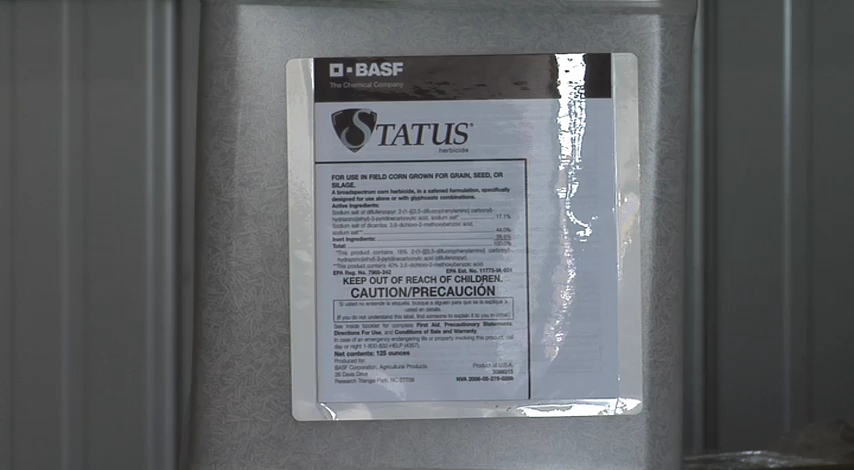 BASF
The Chemical Company
STATUS®
herbicide
FOR USE IN FIELD CORN GROWN FOR GRAIN, SEED, OR
SILAGE.
A broadspectrum corn herbicide, in a safened formulation, specifically
designed for use alone or with glyphosate combinations.
Active Ingredients:
Sodium salt of diflufenzopyr: 2-(1-[([3,5-difluorophenylamino] carbonyl)-
hydrazono]ethyl)-3-pyridinecarboxylic acid, sodium salt* 17.1%
Sodium salt of dicamba: 3,6-dichloro-2-methoxybenzoic acid,
sodium salt** 44.0%
Inert Ingredients: 38.9%
Total: 100.0%
*This product contains 16% 2-(1-[([3,5-difluorophenylamino] carbonyl)-
hydrazono]ethyl)-3-pyridinecarboxylic acid (diflufenzopyr).
**This product contains 40% 3,6-dichloro-2-methoxybenzoic acid
EPA Reg. No. 7969-242 EPA Est. No.
KEEP OUT OF REACH OF CHILDREN.
CAUTION/PRECAUCIÓN
Si usted no entiende la etiqueta, busque a alguien para que se la explique a
usted en detalle.
(If you do not understand this label, find someone to explain it to you in detail.)
See inside booklet for complete First Aid, Precautionary Statements,
Directions For Use, and Conditions of Sale and Warranty.
In case of an emergency endangering life or property involving this product, call
day or night 1-800-832-HELP (4357).
Net contents: 125 ounces
Produced for:
BASF Corporation, Agricultural Products Product of U.S.A.
26 Davis Drive
Research Triangle Park, NC 27709 NVA 2006-05-